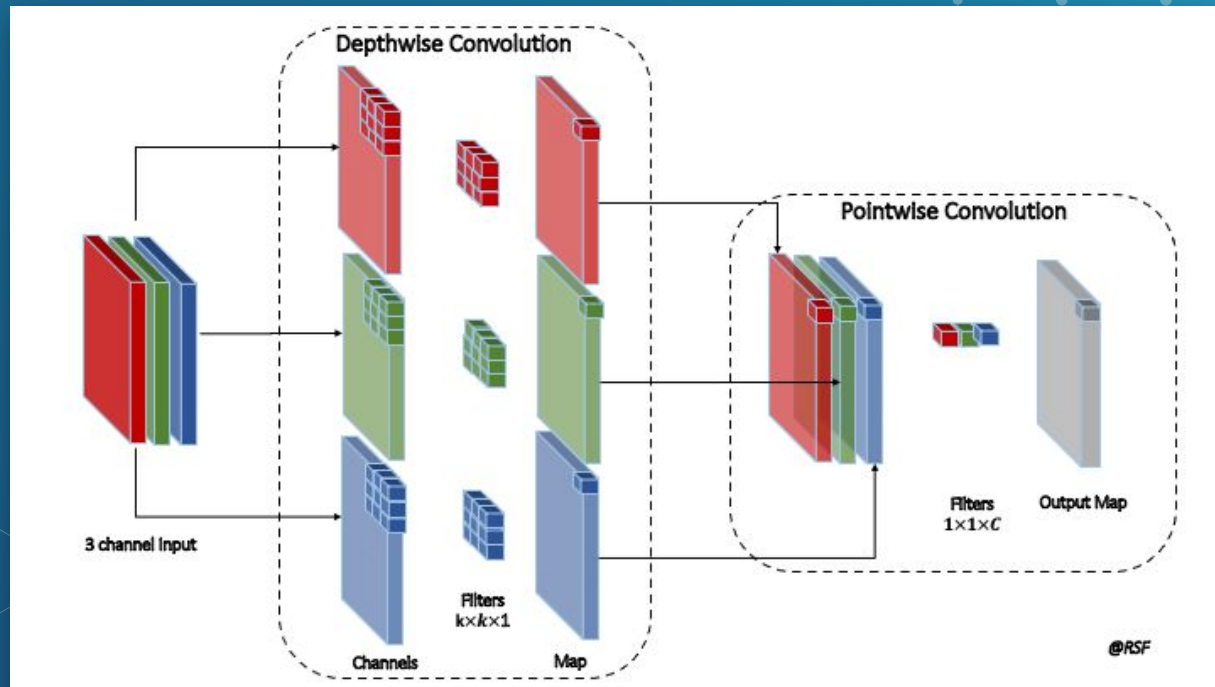 Depthwise Convolution
Pointwise Convolution
3 channel input
Filters
k×k×1
Channels
Map
Filters
1×1×C
Output Map
@RSF